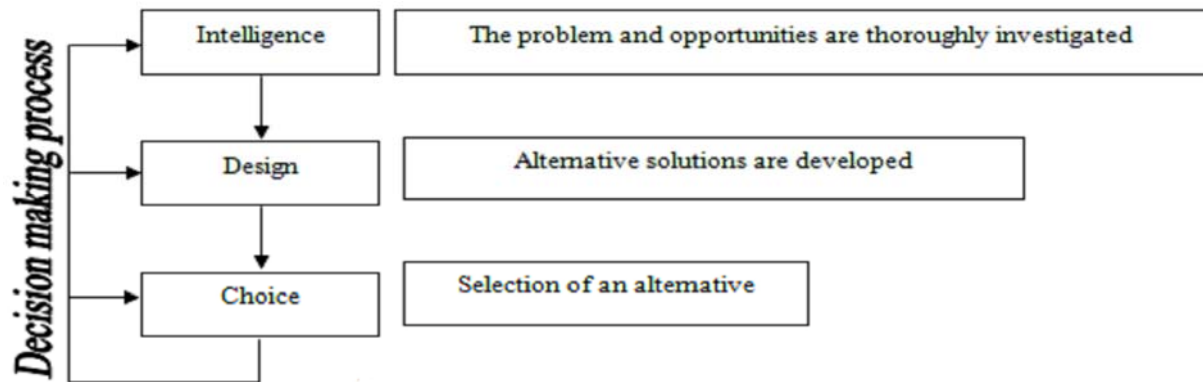 Decision making process
Intelligence
The problem and opportunities are thoroughly investigated
Design
Alternative solutions are developed
Choice
Selection of an alternative